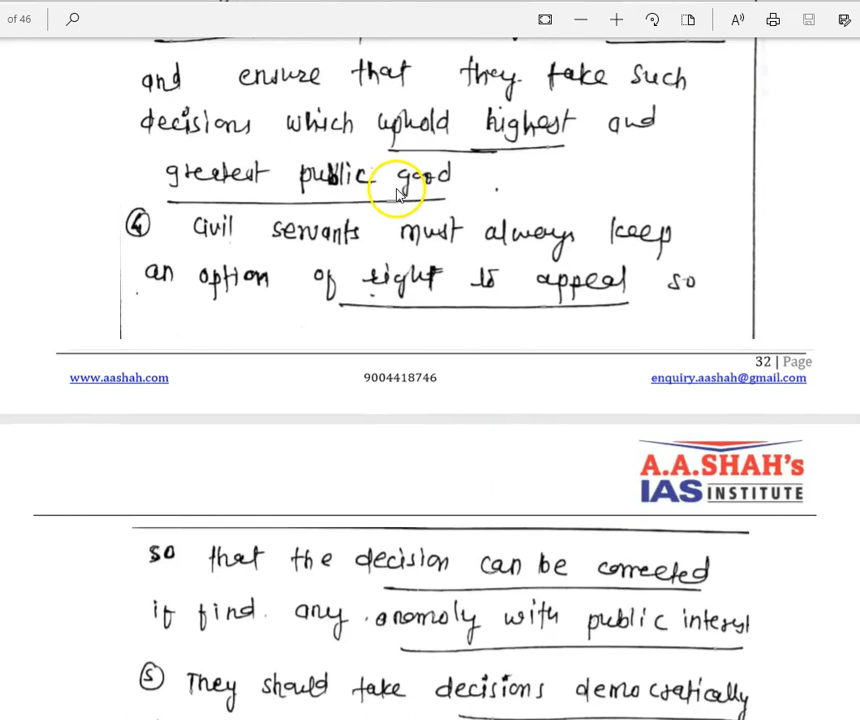 of 46
and ensure that they take such
decisions which uphold highest and
greatest public good.
④ Civil servants must always keep
an option of right to appeal so
32 | Page
www.aashah.com 9004418746 enquiry.aashah@gmail.com
A.A.SHAH's
IAS INSTITUTE
so that the decision can be corrected
if find any anomoly with public interst
⑤ They should take decisions democratically